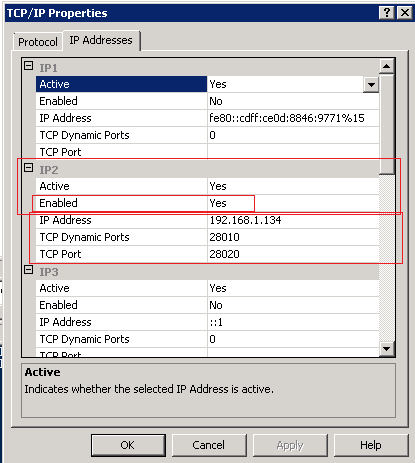 TCP/IP Properties
Protocol IP Addresses
IP1
Active Yes
Enabled No
IP Address fe80::cdff:ce0d:8846:9771%15
TCP Dynamic Ports 0
TCP Port
IP2
Active Yes
Enabled Yes
IP Address 192.168.1.134
TCP Dynamic Ports 28010
TCP Port 28020
IP3
Active Yes
Enabled No
IP Address ::1
TCP Dynamic Ports 0
TCP Port
Active
Indicates whether the selected IP Address is active.
OK Cancel Apply Help